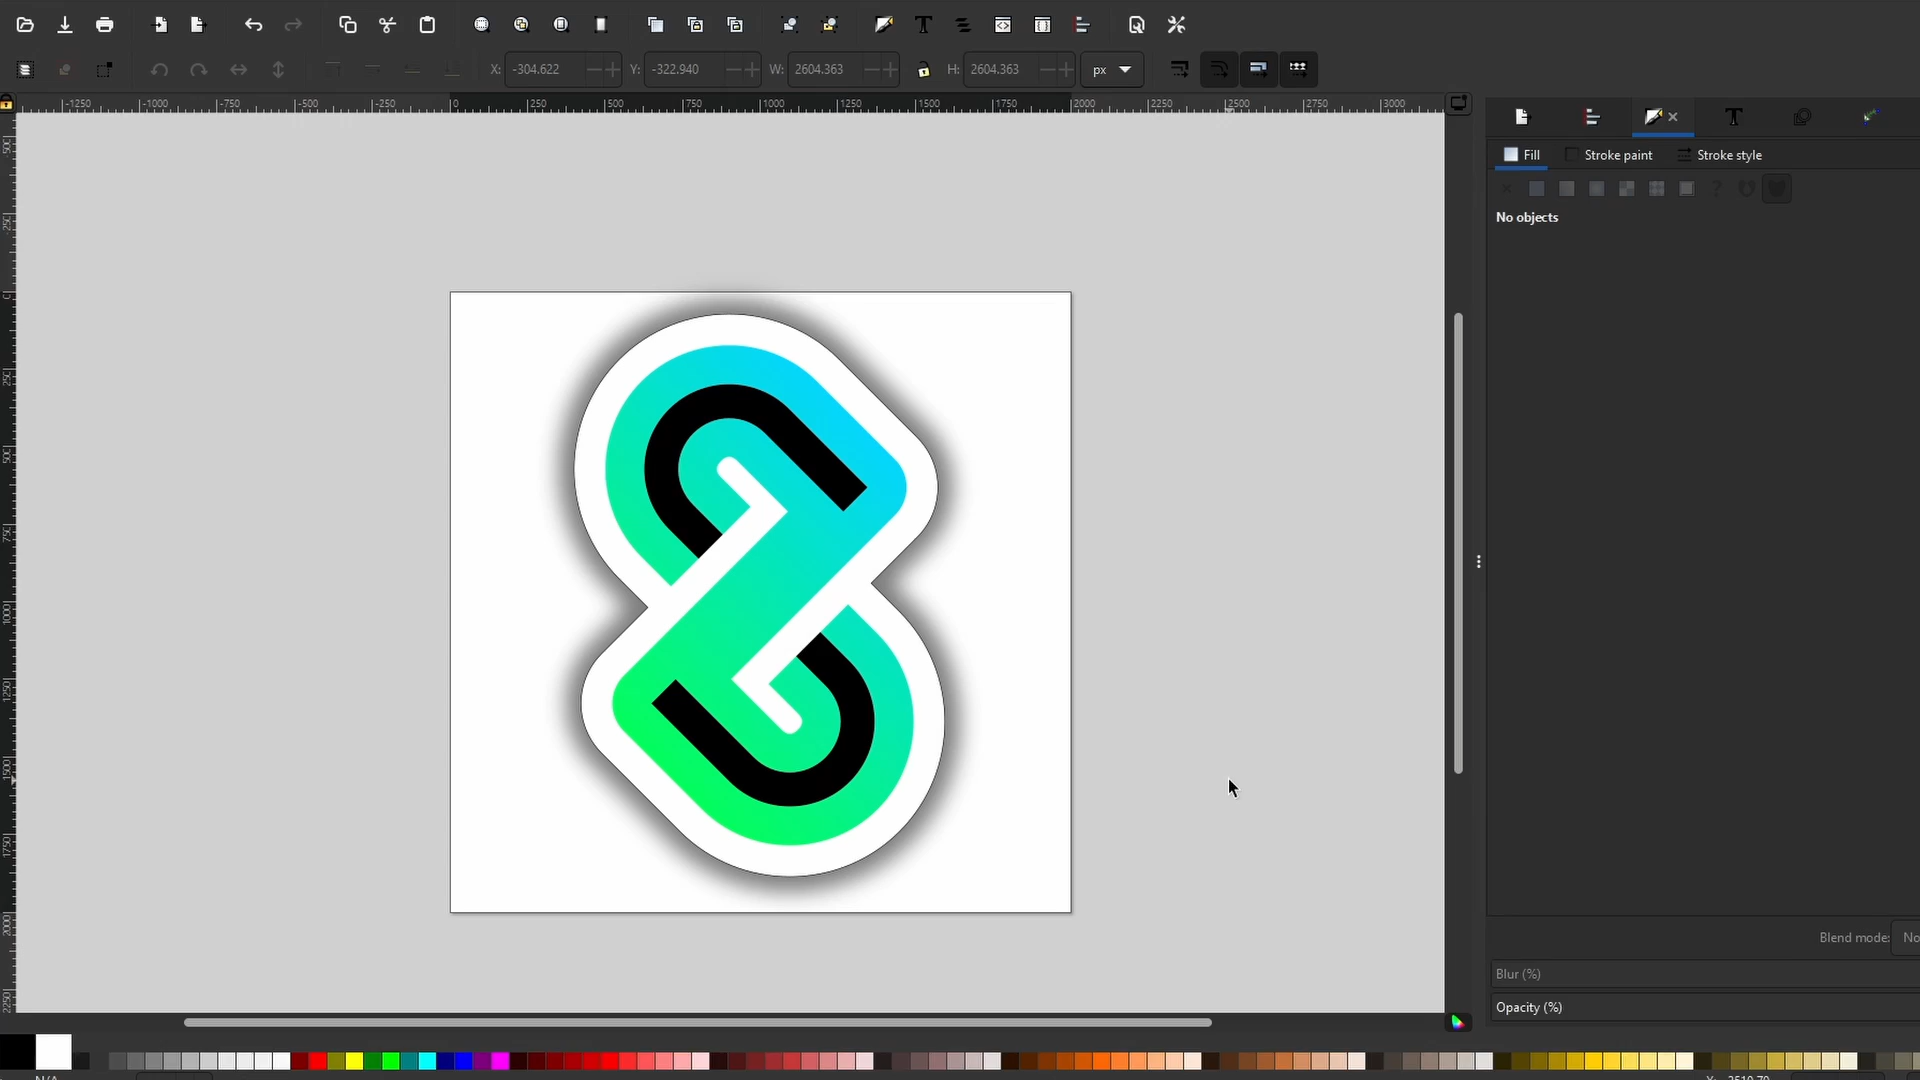 X: -304.622 Y: -322.940 W: 2604.363 H: 2604.363 px
-1250 -1000 -750 -500 -250 0 250 500 750 1000 1250 1500 1750 2000 2250 2500 2750 3000
Fill Stroke paint Stroke style
No objects
Blend mode: No
Blur (%)
Opacity (%)
N/A